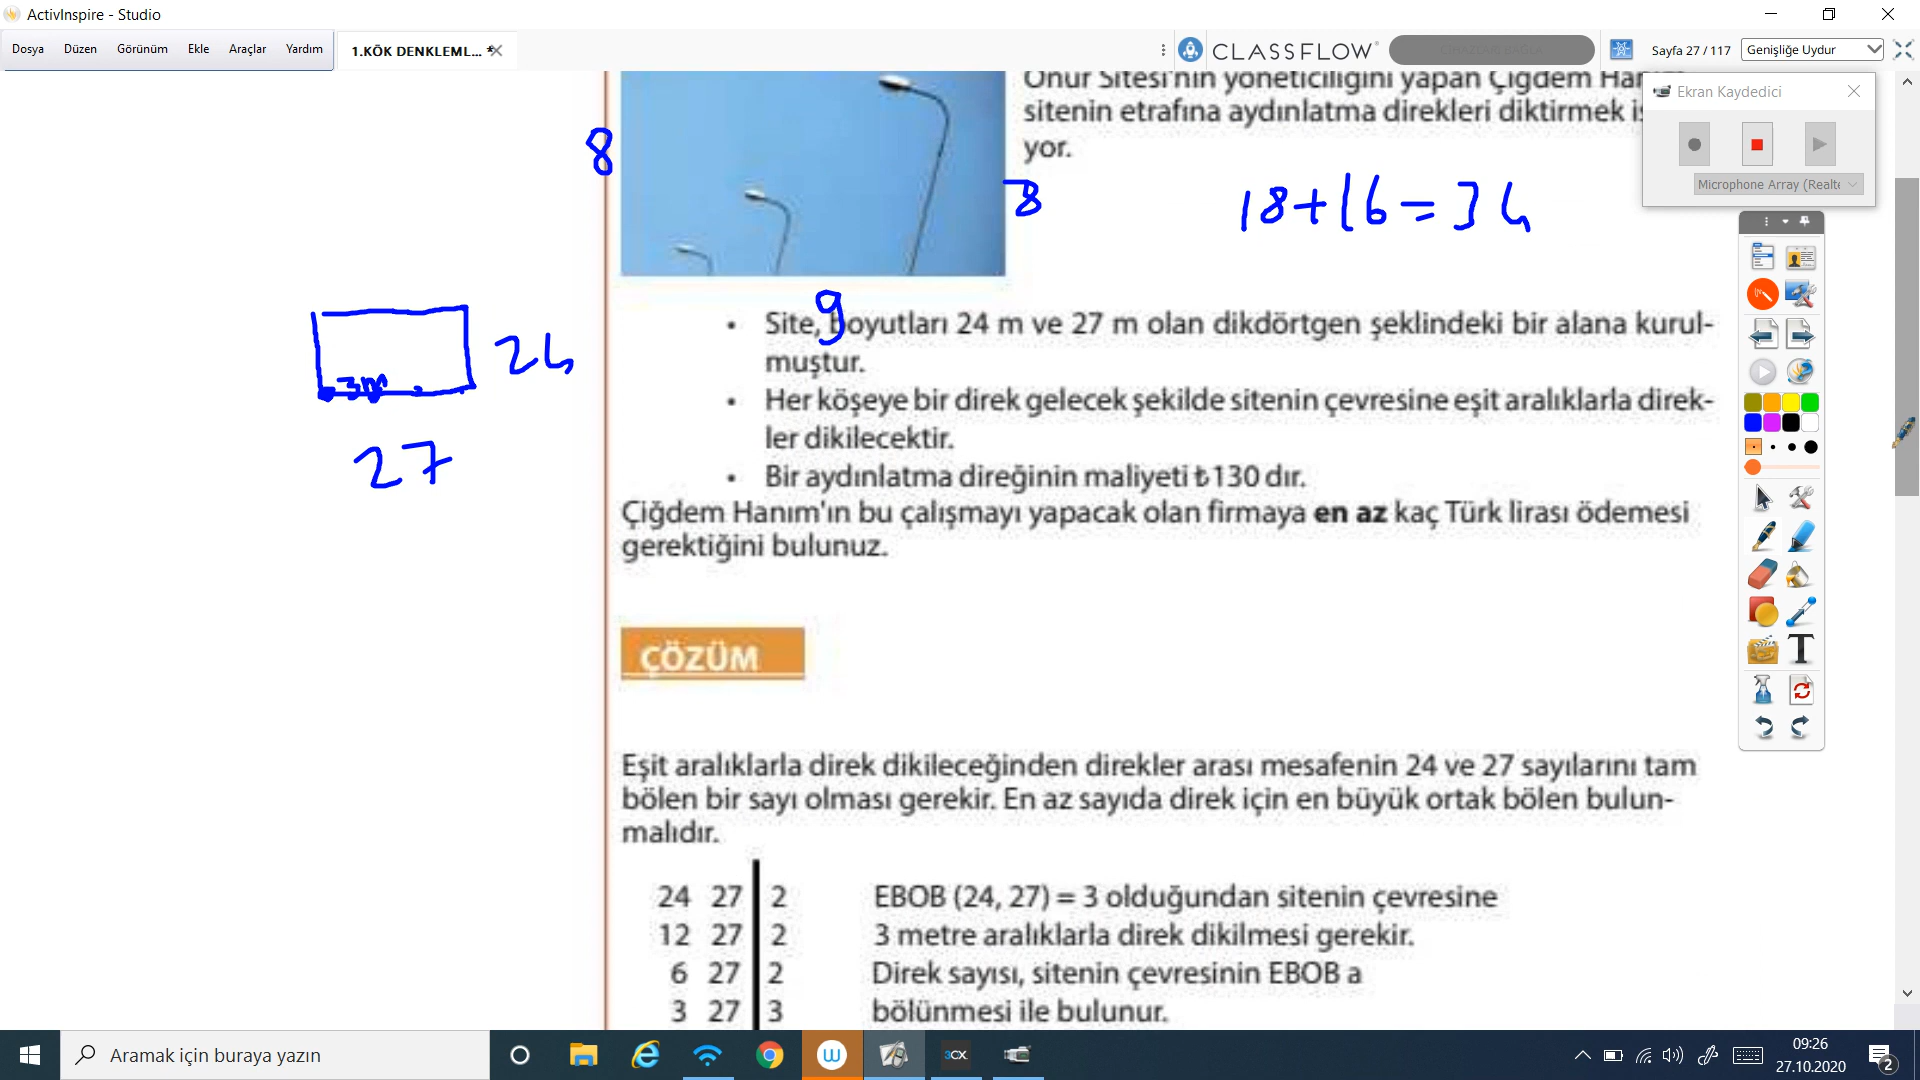 ActivInspire - Studio
Dosya Düzen Görünüm Ekle Araçlar Yardım
1.KÖK DENKLEML... *
CLASSFLOW
Sayfa 27 / 117
Genişliğe Uydur
Ekran Kaydedici
Microphone Array (Realte
Onur Sitesi'nin yöneticiliğini yapan Çiğdem
sitenin etrafına aydınlatma direkleri diktirmek
yor.
8
8
18+16=34
9
24
3m
27
• Site, boyutları 24 m ve 27 m olan dikdörtgen şeklindeki bir alana kurul-
muştur.
• Her köşeye bir direk gelecek şekilde sitenin çevresine eşit aralıklarla direk-
ler dikilecektir.
• Bir aydınlatma direğinin maliyeti ₺130 dır.
Çiğdem Hanım'ın bu çalışmayı yapacak olan firmaya en az kaç Türk lirası ödemesi
gerektiğini bulunuz.
ÇÖZÜM
Eşit aralıklarla direk dikileceğinden direkler arası mesafenin 24 ve 27 sayılarını tam
bölen bir sayı olması gerekir. En az sayıda direk için en büyük ortak bölen bulun-
malıdır.
24 27 2 EBOB (24, 27) = 3 olduğundan sitenin çevresine
12 27 2 3 metre aralıklarla direk dikilmesi gerekir.
6 27 2 Direk sayısı, sitenin çevresinin EBOB a
3 27 3 bölünmesi ile bulunur.
Aramak için buraya yazın
3CX
09:26
27.10.2020
2